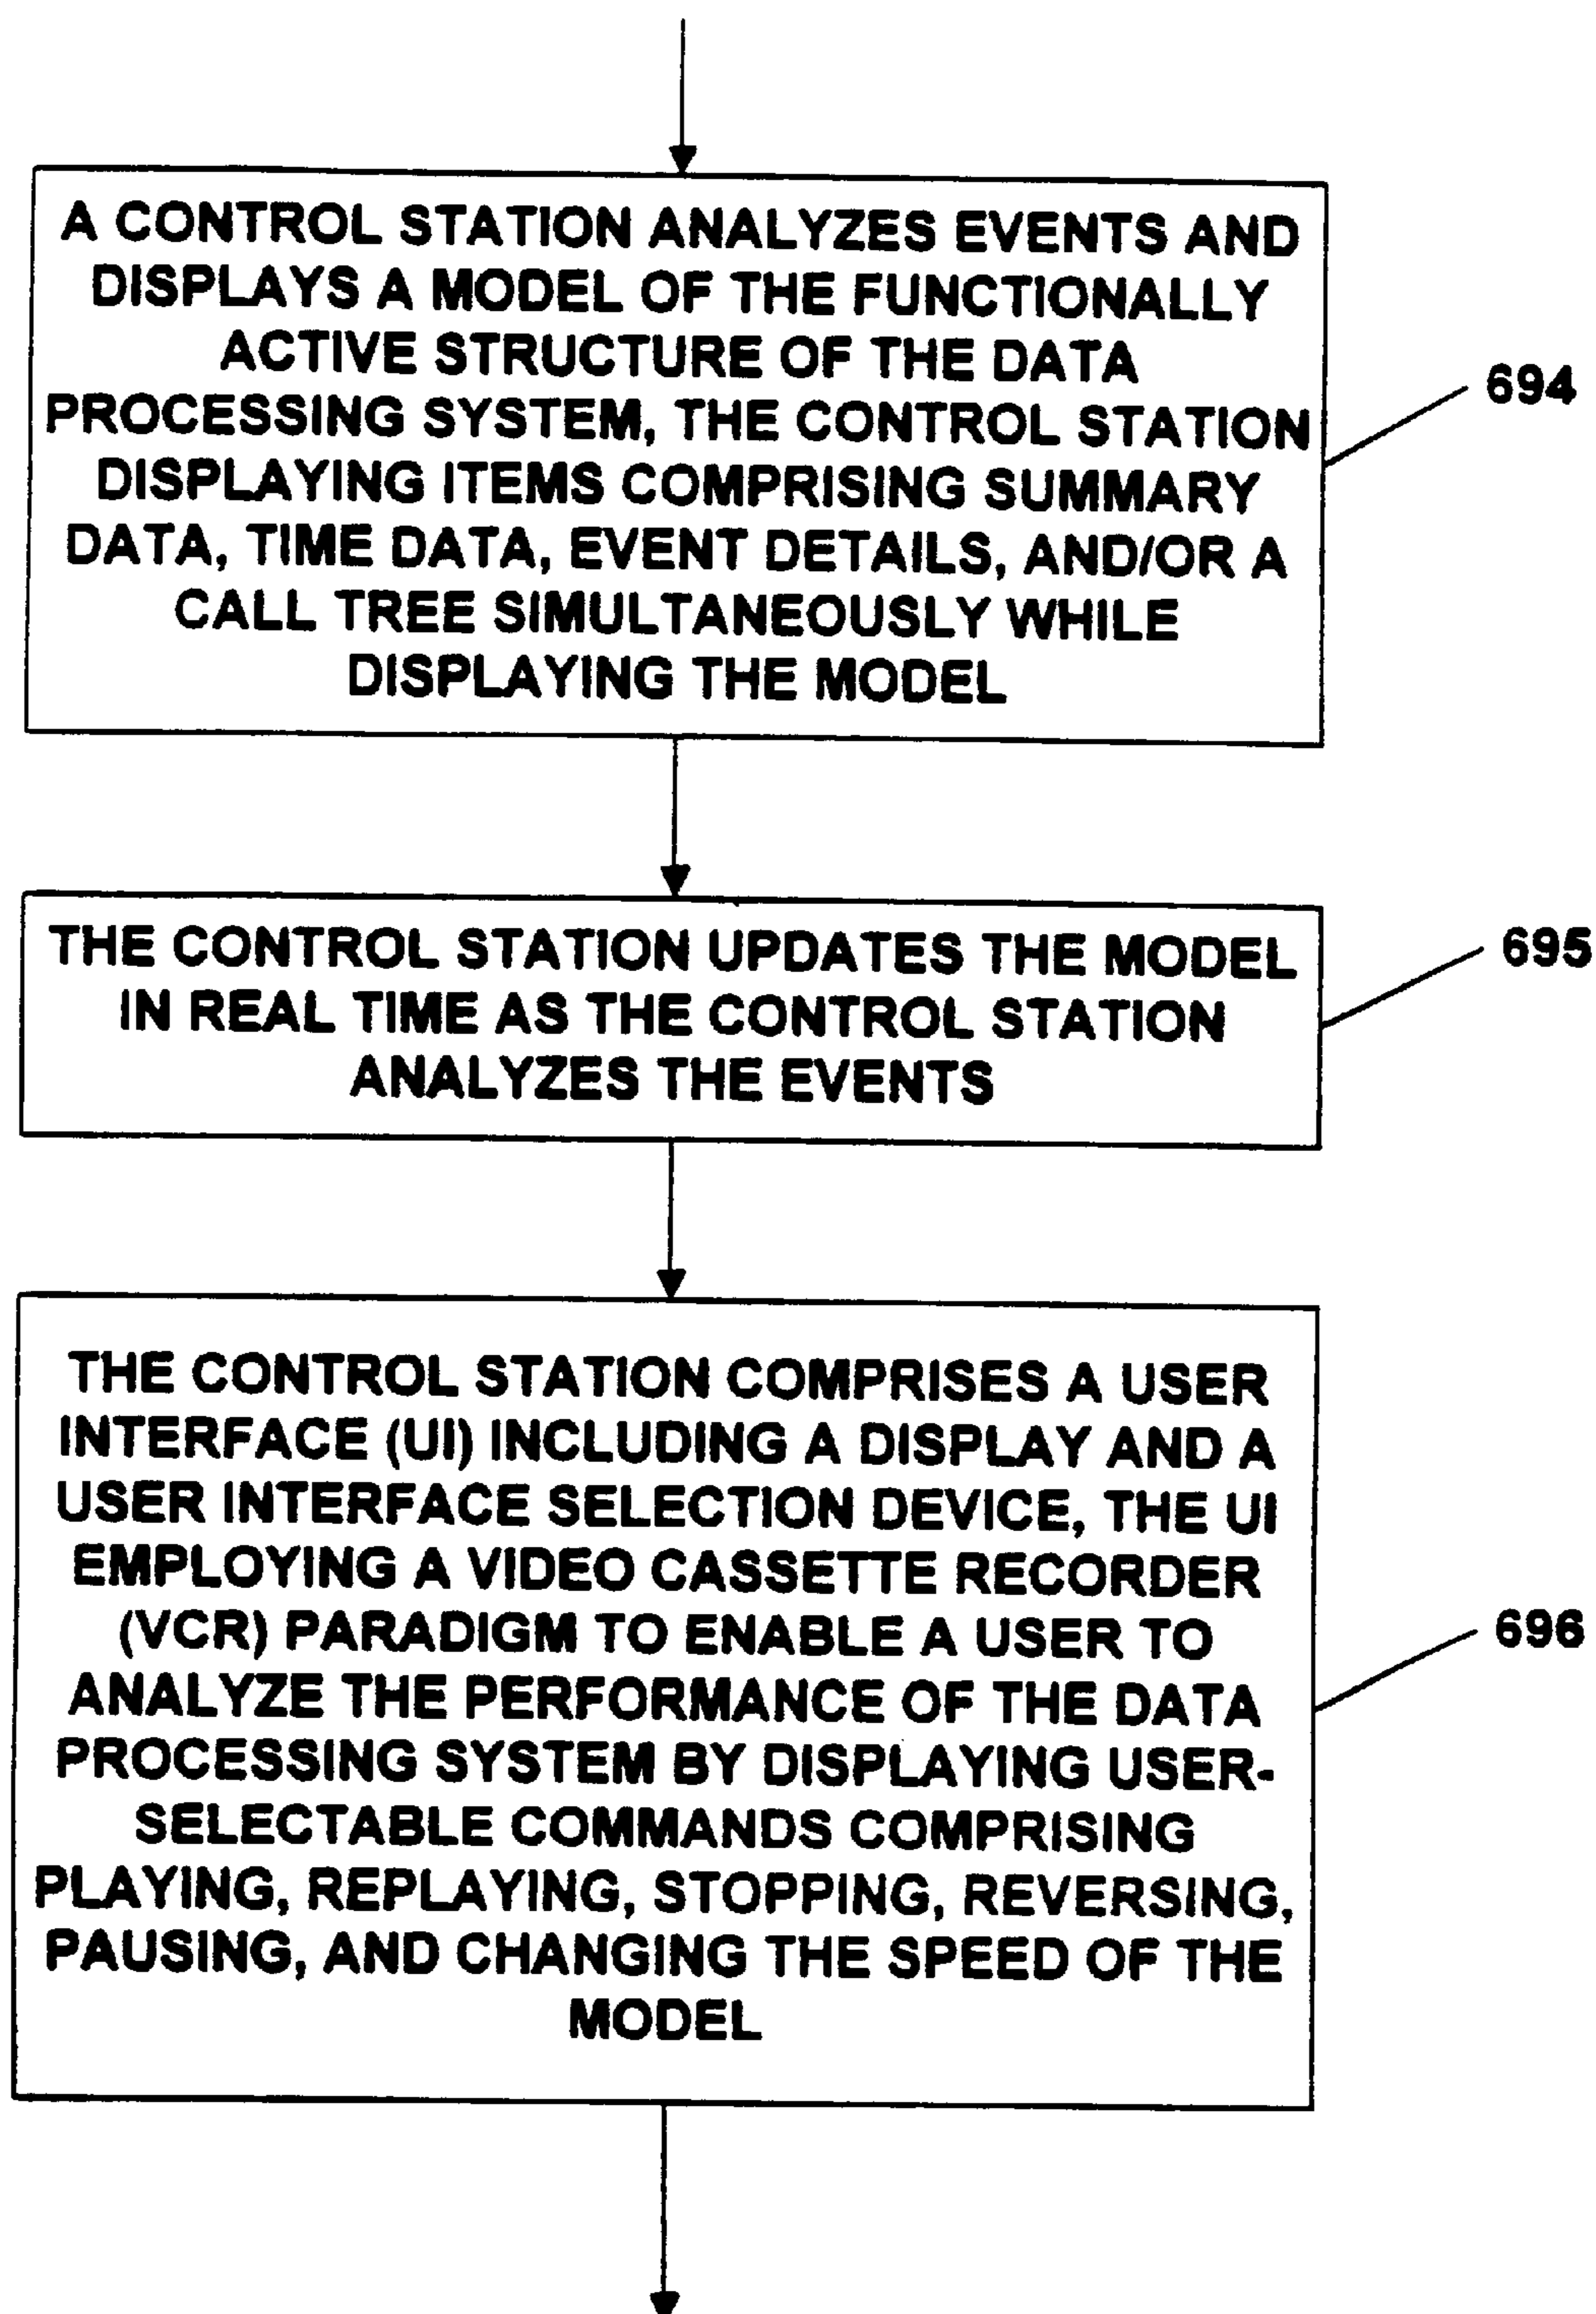 A CONTROL STATION ANALYZES EVENTS AND
DISPLAYS A MODEL OF THE FUNCTIONALLY
ACTIVE STRUCTURE OF THE DATA
PROCESSING SYSTEM, THE CONTROL STATION
DISPLAYING ITEMS COMPRISING SUMMARY
DATA, TIME DATA, EVENT DETAILS, AND/OR A
CALL TREE SIMULTANEOUSLY WHILE
DISPLAYING THE MODEL
694
THE CONTROL STATION UPDATES THE MODEL
IN REAL TIME AS THE CONTROL STATION
ANALYZES THE EVENTS
695
THE CONTROL STATION COMPRISES A USER
INTERFACE (UI) INCLUDING A DISPLAY AND A
USER INTERFACE SELECTION DEVICE, THE UI
EMPLOYING A VIDEO CASSETTE RECORDER
(VCR) PARADIGM TO ENABLE A USER TO
ANALYZE THE PERFORMANCE OF THE DATA
PROCESSING SYSTEM BY DISPLAYING USER-
SELECTABLE COMMANDS COMPRISING
PLAYING, REPLAYING, STOPPING, REVERSING,
PAUSING, AND CHANGING THE SPEED OF THE
MODEL
696